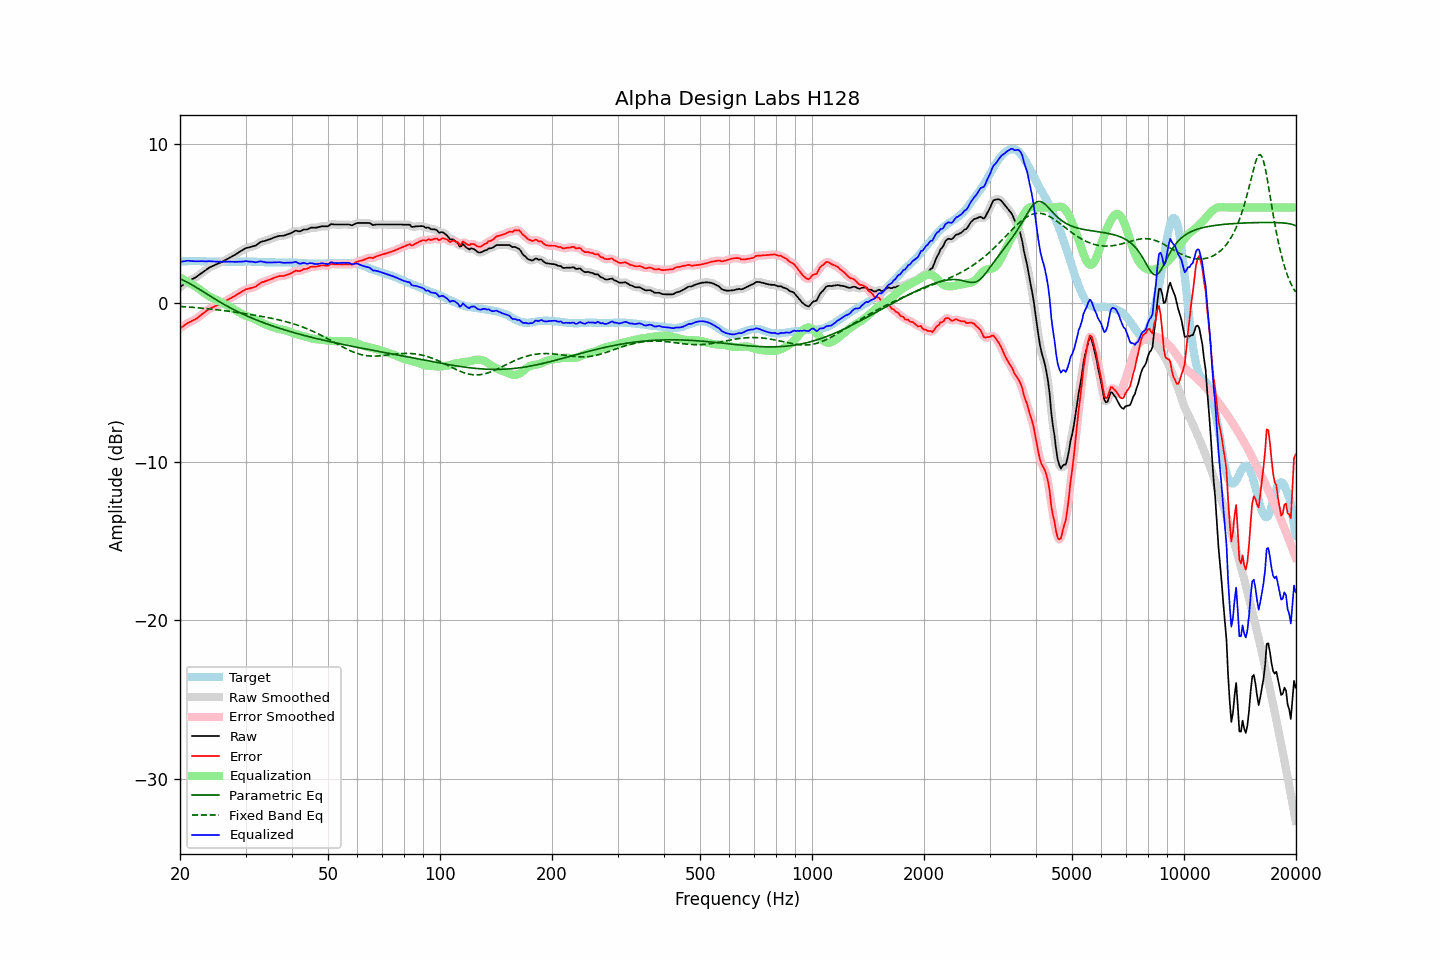 Alpha Design Labs H128
Amplitude (dBr)
10
0
−10
−20
−30
Target
Raw Smoothed
Error Smoothed
Raw
Error
Equalization
Parametric Eq
Fixed Band Eq
Equalized
20 50 100 200 500 1000 2000 5000 10000 20000
Frequency (Hz)